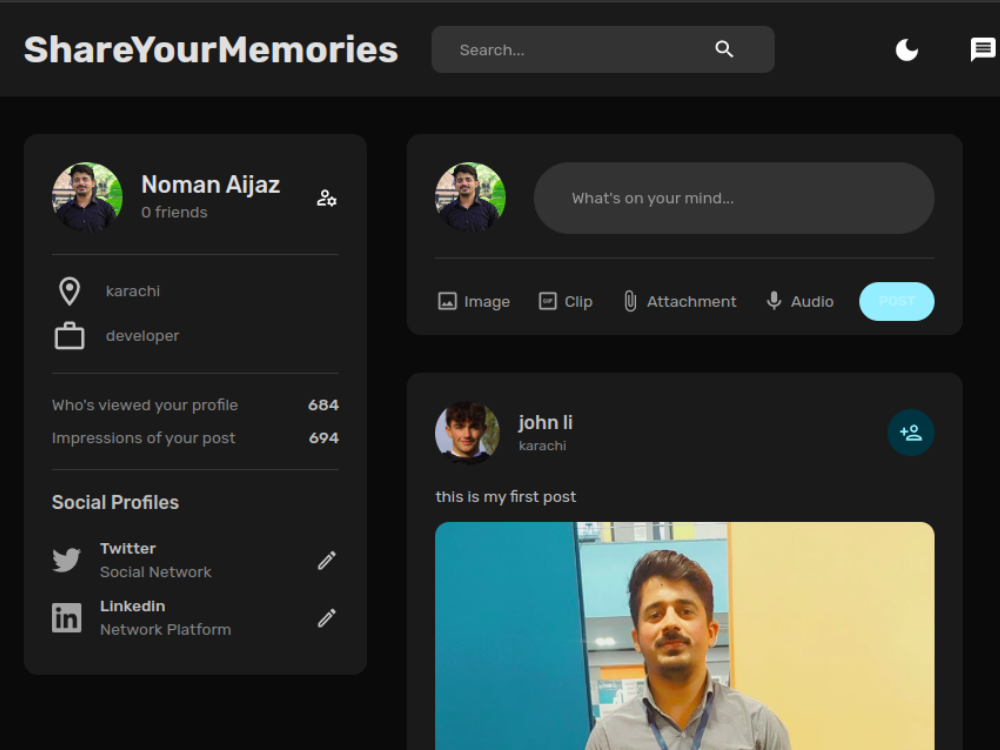 ShareYourMemories
Search...
Noman Aijaz
0 friends
karachi
developer
Who's viewed your profile 684
Impressions of your post 694
Social Profiles
Twitter
Social Network
Linkedin
Network Platform
What's on your mind...
Image GIF Clip Attachment Audio POST
john li
karachi
this is my first post